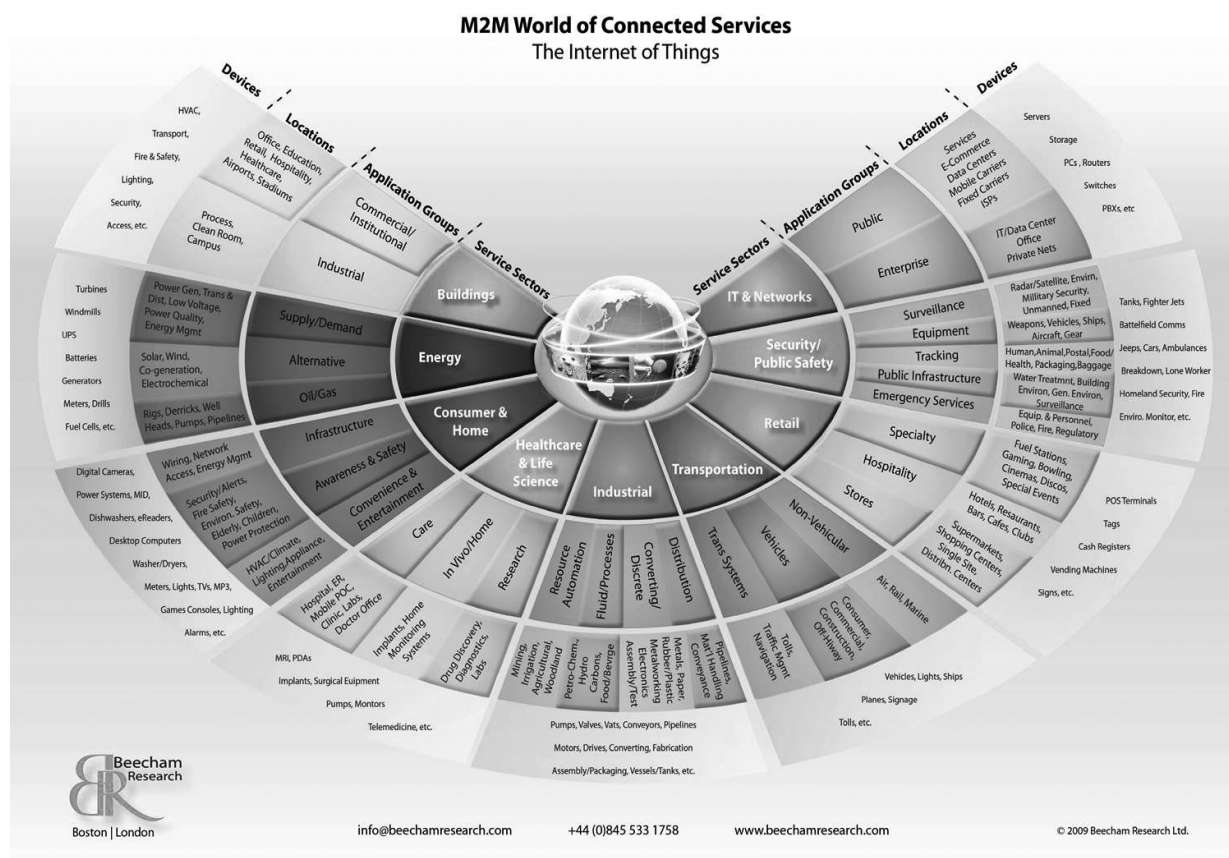 M2M World of Connected Services
The Internet of Things
Devices
Locations
Application Groups
Service Sectors
HVAC,
Transport,
Fire & Safety,
Lighting,
Security,
Access, etc.
Office, Education,
Retail, Hospitality,
Healthcare,
Airports, Stadiums
Process,
Clean Room,
Campus
Commercial/
Institutional
Industrial
Buildings
Turbines
Windmills
UPS
Batteries
Generators
Meters, Drills
Fuel Cells, etc.
Power Gen, Trans &
Dist, Low Voltage,
Power Quality,
Energy Mgmt
Solar, Wind,
Co-generation,
Electrochemical
Rigs, Derricks, Well
Heads, Pumps, Pipelines
Supply/Demand
Alternative
Oil/Gas
Energy
Digital Cameras,
Power Systems, MID,
Dishwashers, eReaders,
Desktop Computers
Washer/Dryers,
Meters, Lights, TVs, MP3,
Games Consoles, Lighting
Alarms, etc.
Wiring, Network
Access, Energy Mgmt
Security/Alerts,
Fire Safety,
Environ. Safety,
Elderly, Children,
Power Protection
HVAC/Climate,
Lighting,Appliance,
Entertainment
Infrastructure
Awareness & Safety
Convenience &
Entertainment
Consumer &
Home
MRI, PDAs
Implants, Surgical Euipment
Pumps, Montors
Telemedicine, etc.
Hospital, ER,
Mobile POC,
Clinic, Labs,
Doctor Office
Implants, Home
Monitoring
Systems
Drug Discovery,
Diagnostics,
Labs
Care
In Vivo/Home
Research
Healthcare
& Life
Science
Industrial
Resource
Automation
Fluid/Processes
Converting/
Discrete
Distribution
Mining,
Irrigation,
Agricultural,
Woodland
Petro-Chem.,
Hydro
Carbons,
Food/Bevrge
Metals, Paper,
Rubber/Plastic
Metalworking
Electronics
Assembly/Test
Pipelines,
Mat'l Handling
Conveyance
Pumps, Valves, Vats, Conveyors, Pipelines
Motors, Drives, Converting, Fabrication
Assembly/Packaging, Vessels/Tanks, etc.
Transportation
Trans Systems
Vehicles
Non-Vehicular
Tolls,
Traffic Mgmt
Navigation
Consumer,
Commercial,
Construction,
Off-Hiway
Air, Rail, Marine
Vehicles, Lights, Ships
Planes, Signage
Tolls, etc.
Retail
Specialty
Hospitality
Stores
Fuel Stations,
Gaming, Bowling,
Cinemas, Discos,
Special Events
Hotels, Resaurants,
Bars, Cafes, Clubs
Supermarkets,
Shopping Centers,
Single Site,
Distribn. Centers
POS Terminals
Tags
Cash Registers
Vending Machines
Signs, etc.
Security/
Public Safety
Surveillance
Equipment
Tracking
Public Infrastructure
Emergency Services
Radar/Satellite, Envirn,
Millitary Security,
Unmanned, Fixed
Weapons, Vehicles, Ships,
Aircraft, Gear
Human,Animal,Postal,Food/
Health, Packaging,Baggage
Water Treatmnt, Building
Environ, Gen. Environ,
Surveillance
Equip. & Personnel,
Police, Fire, Regulatory
Tanks, Fighter Jets
Battelfield Comms
Jeeps, Cars, Ambulances
Breakdown, Lone Worker
Homeland Security, Fire
Enviro. Monitor, etc.
IT & Networks
Public
Enterprise
Services
E-Commerce
Data Centers
Mobile Carriers
Fixed Carriers
ISPs
IT/Data Center
Office
Private Nets
Servers
Storage
PCs , Routers
Switches
PBXs, etc
Service Sectors
Application Groups
Locations
Devices
Beecham
Research
BR
Boston | London
info@beechamresearch.com
+44 (0)845 533 1758
www.beechamresearch.com
© 2009 Beecham Research Ltd.